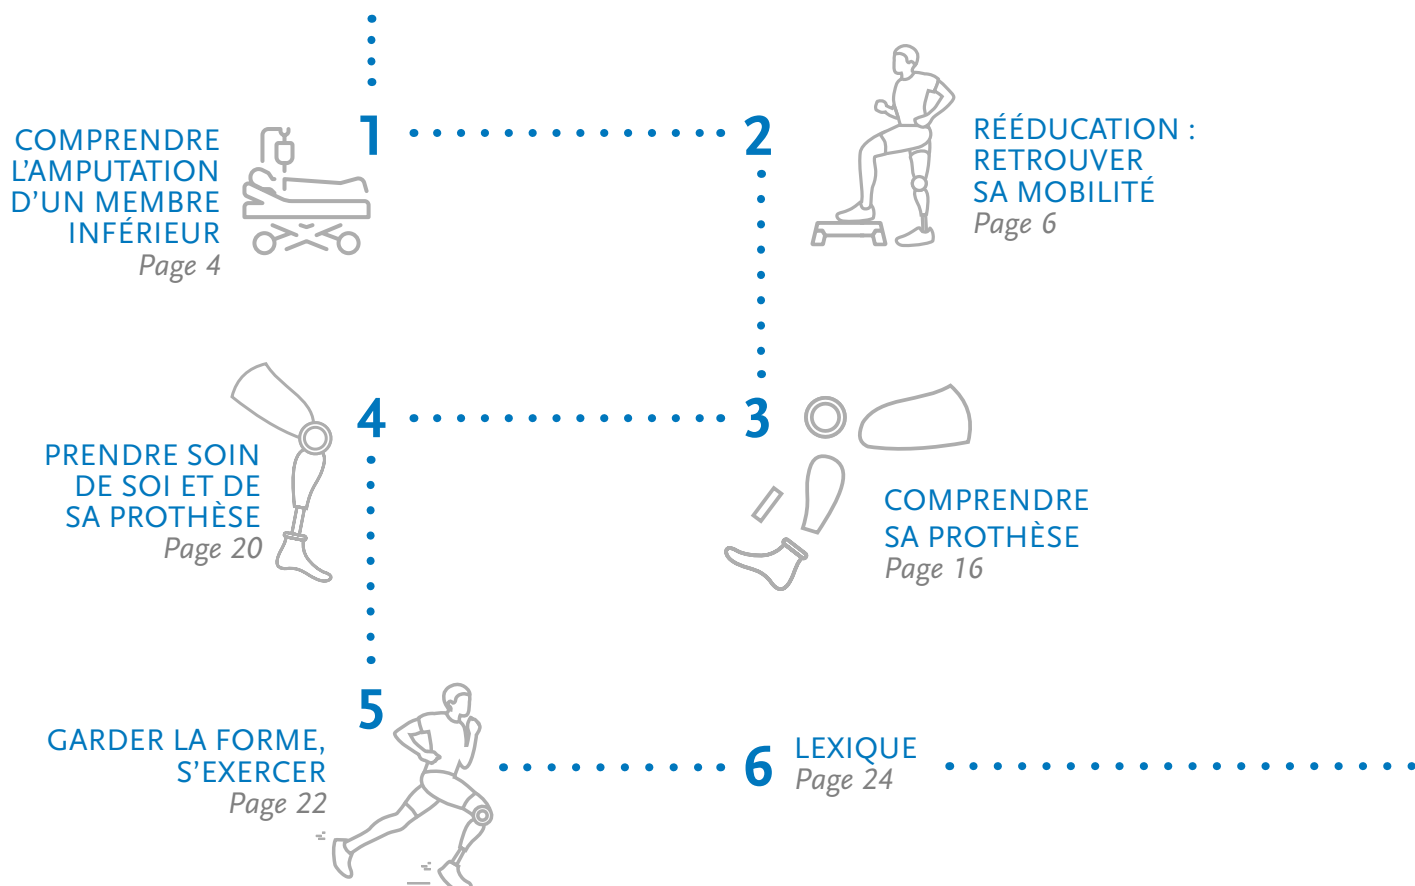 1
COMPRENDRE
L'AMPUTATION
D'UN MEMBRE
INFÉRIEUR
Page 4
2
RÉÉDUCATION :
RETROUVER
SA MOBILITÉ
Page 6
3
COMPRENDRE
SA PROTHÈSE
Page 16
4
PRENDRE SOIN
DE SOI ET DE
SA PROTHÈSE
Page 20
5
GARDER LA FORME,
S'EXERCER
Page 22
6
LEXIQUE
Page 24